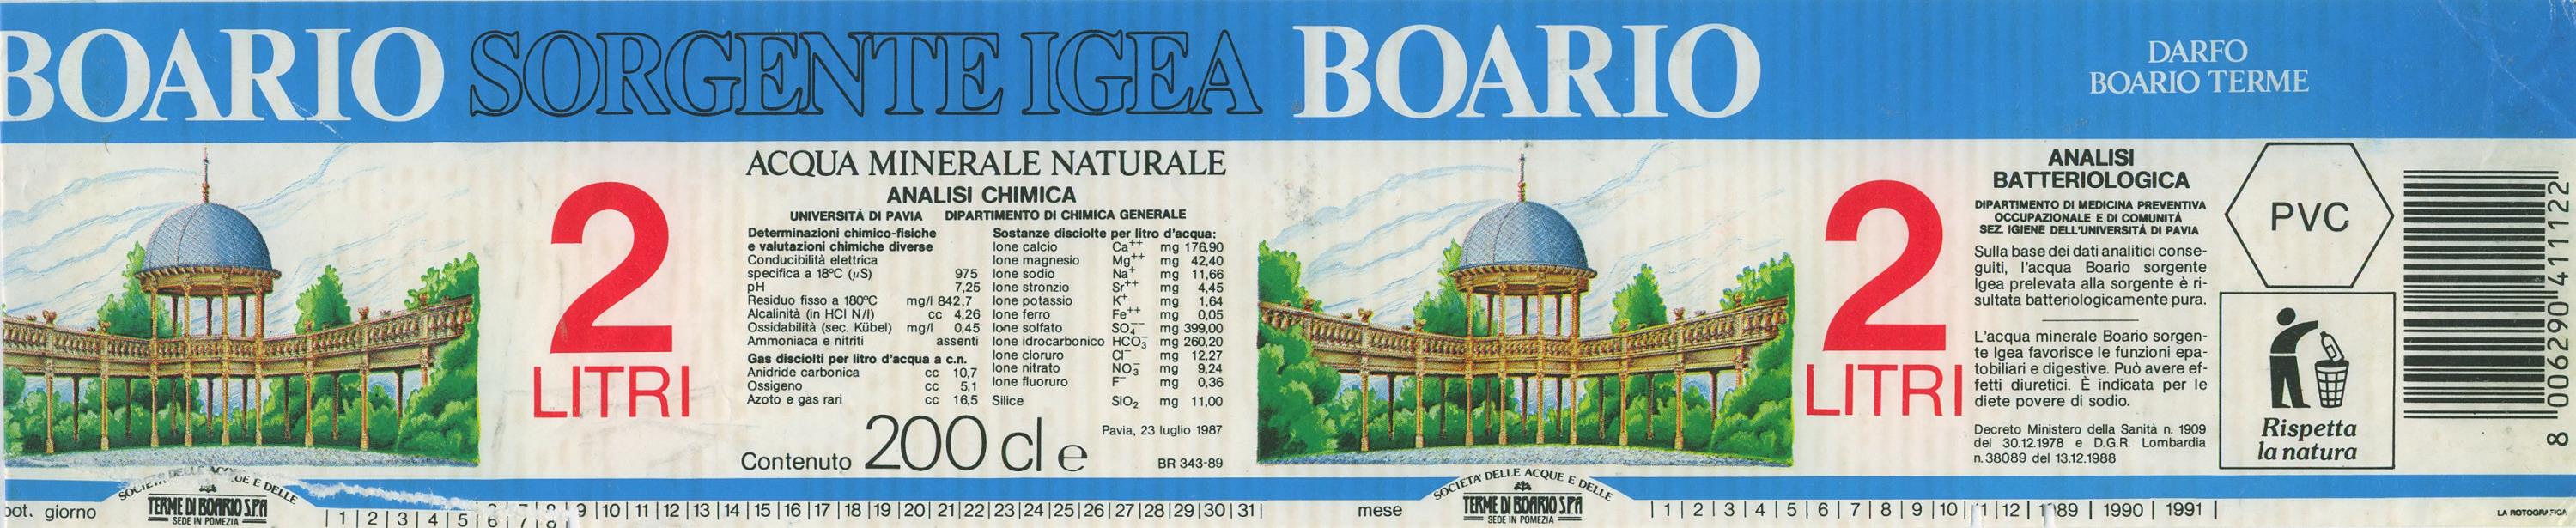 BOARIO SORGENTE IGEA BOARIO
DARFO
BOARIO TERME
2
LITRI
ACQUA MINERALE NATURALE
ANALISI CHIMICA
UNIVERSITÀ DI PAVIA DIPARTIMENTO DI CHIMICA GENERALE
Determinazioni chimico-fisiche
e valutazioni chimiche diverse
Conducibilità elettrica
specifica a 18°C (µS) 975
pH 7,25
Residuo fisso a 180°C mg/l 842,7
Alcalinità (in HCl N/l) cc 4,26
Ossidabilità (sec. Kübel) mg/l 0,45
Ammoniaca e nitriti assenti
Gas disciolti per litro d'acqua a c.n.
Anidride carbonica cc 10,7
Ossigeno cc 5,1
Azoto e gas rari cc 16,5
Sostanze disciolte per litro d'acqua:
Ione calcio Ca++ mg 176,90
Ione magnesio Mg++ mg 42,40
Ione sodio Na+ mg 11,66
Ione stronzio Sr++ mg 4,45
Ione potassio K+ mg 1,64
Ione ferro Fe++ mg 0,05
Ione solfato SO4-- mg 399,00
Ione idrocarbonico HCO3- mg 260,20
Ione cloruro Cl- mg 12,27
Ione nitrato NO3- mg 9,24
Ione fluoruro F- mg 0,36
Silice SiO2 mg 11,00
Pavia, 23 luglio 1987
Contenuto 200 cl e
BR 343-89
2
LITRI
ANALISI
BATTERIOLOGICA
DIPARTIMENTO DI MEDICINA PREVENTIVA
OCCUPAZIONALE E DI COMUNITÀ
SEZ. IGIENE DELL'UNIVERSITÀ DI PAVIA
Sulla base dei dati analitici conse-
guiti, l'acqua Boario sorgente
Igea prelevata alla sorgente è ri-
sultata batteriologicamente pura.
L'acqua minerale Boario sorgen-
te Igea favorisce le funzioni epa-
tobiliari e digestive. Può avere ef-
fetti diuretici. È indicata per le
diete povere di sodio.
Decreto Ministero della Sanità n. 1909
del 30.12.1978 e D.G.R. Lombardia
n. 38089 del 13.12.1988
PVC
Rispetta
la natura
8 006290 411122
bot. giorno
SOCIETA' DELLE ACQUE E DELLE
TERME DI BOARIO S.P.A.
SEDE IN POMEZIA
| 1 | 2 | 3 | 4 | 5 | 6 | 7 | 8 | 9 | 10 | 11 | 12 | 13 | 14 | 15 | 16 | 17 | 18 | 19 | 20 | 21 | 22 | 23 | 24 | 25 | 26 | 27 | 28 | 29 | 30 | 31 |
mese
SOCIETA' DELLE ACQUE E DELLE
TERME DI BOARIO S.P.A.
SEDE IN POMEZIA
| 1 | 2 | 3 | 4 | 5 | 6 | 7 | 8 | 9 | 10 | 11 | 12 | 1989 | 1990 | 1991 |
LA ROTOGRAFICA